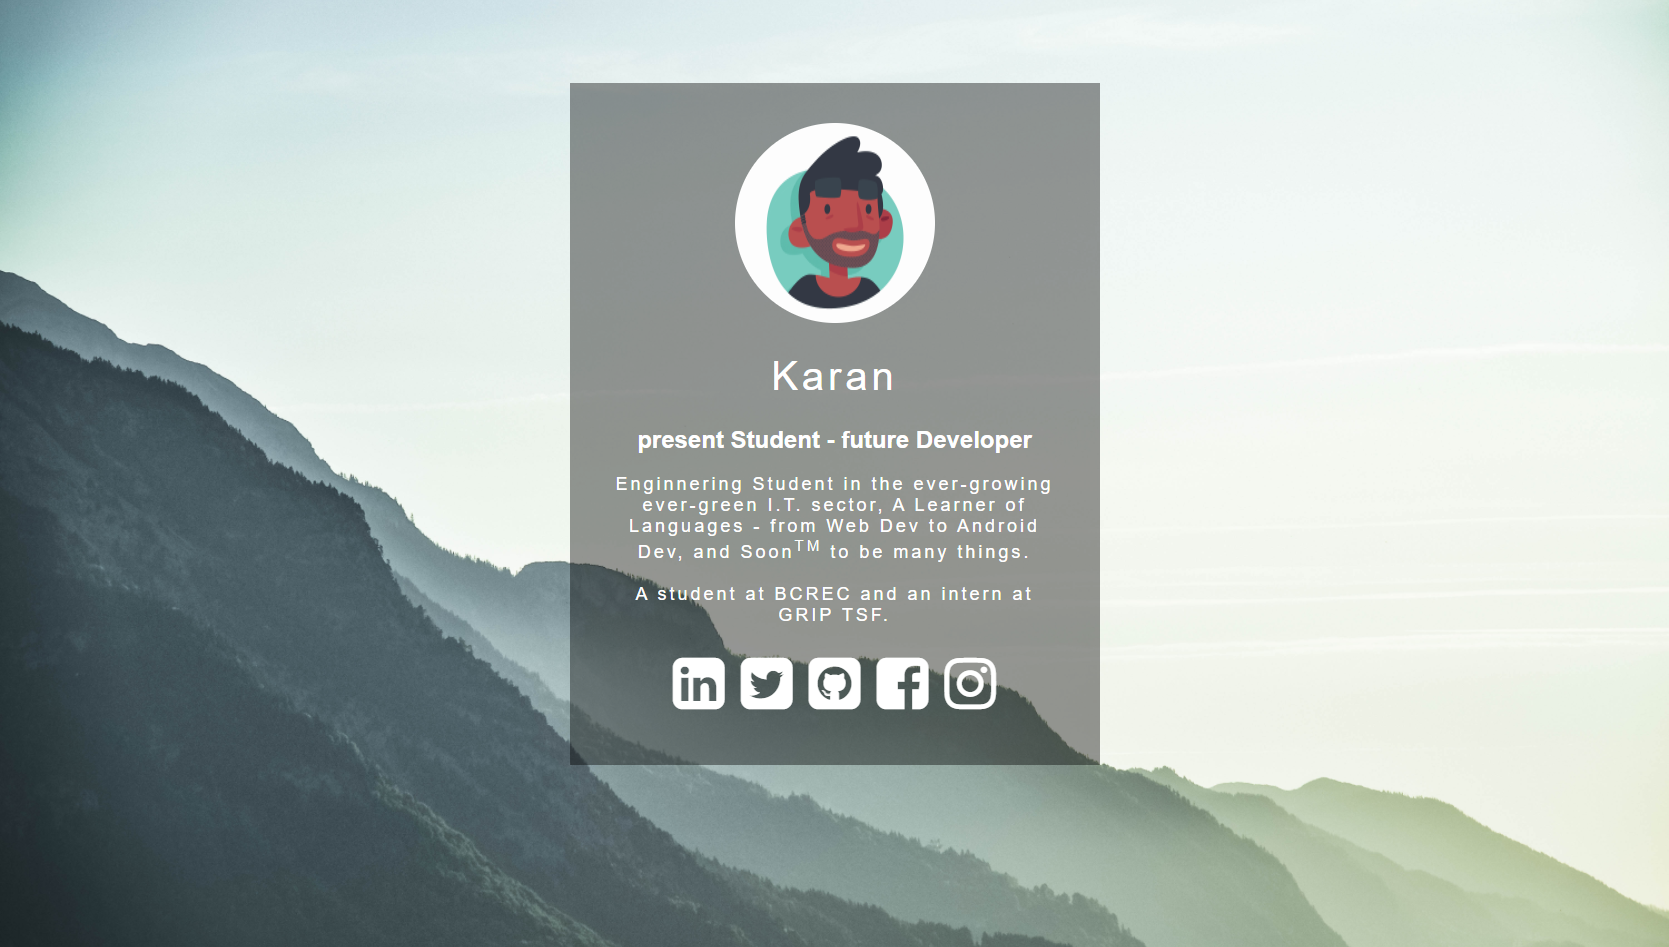 Karan
present Student - future Developer
Enginnering Student in the ever-growing
ever-green I.T. sector, A Learner of
Languages - from Web Dev to Android
Dev, and Soon™ to be many things.
A student at BCREC and an intern at
GRIP TSF.
in